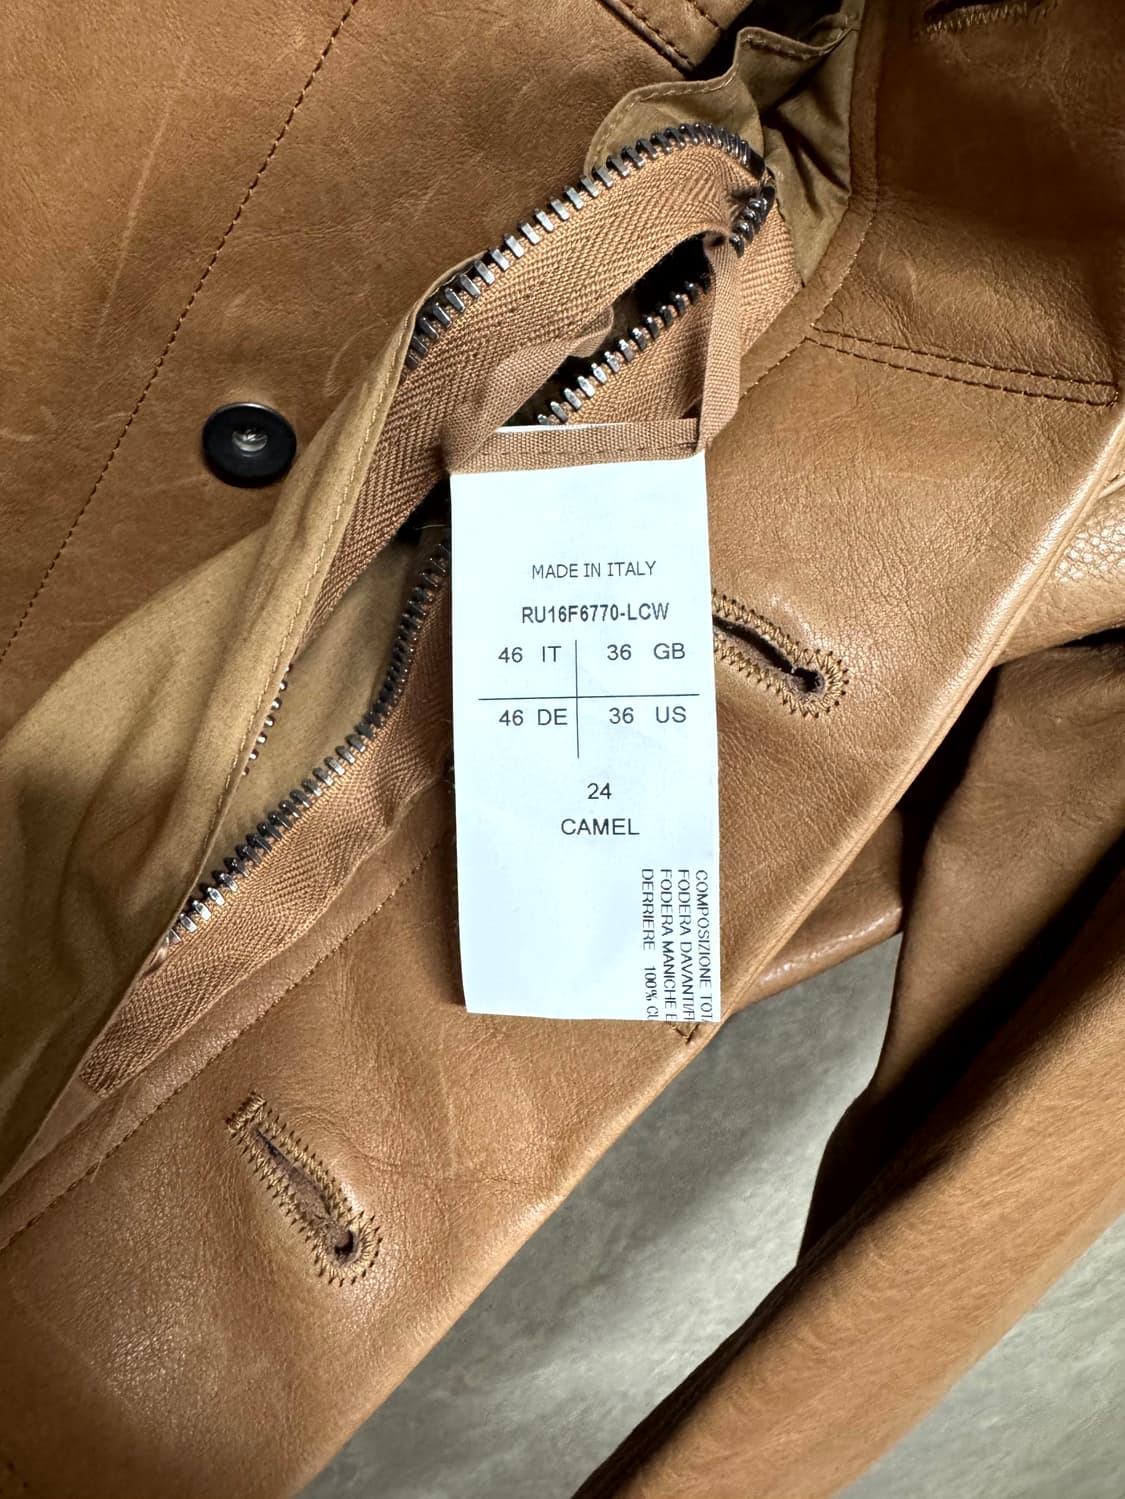 MADE IN ITALY
RU16F6770-LCW
46 IT 36 GB
46 DE 36 US
24
CAMEL
COMPOSIZIONE
FODERA DAVANTI/
FODERA MANICHE
DERRIERE 100%